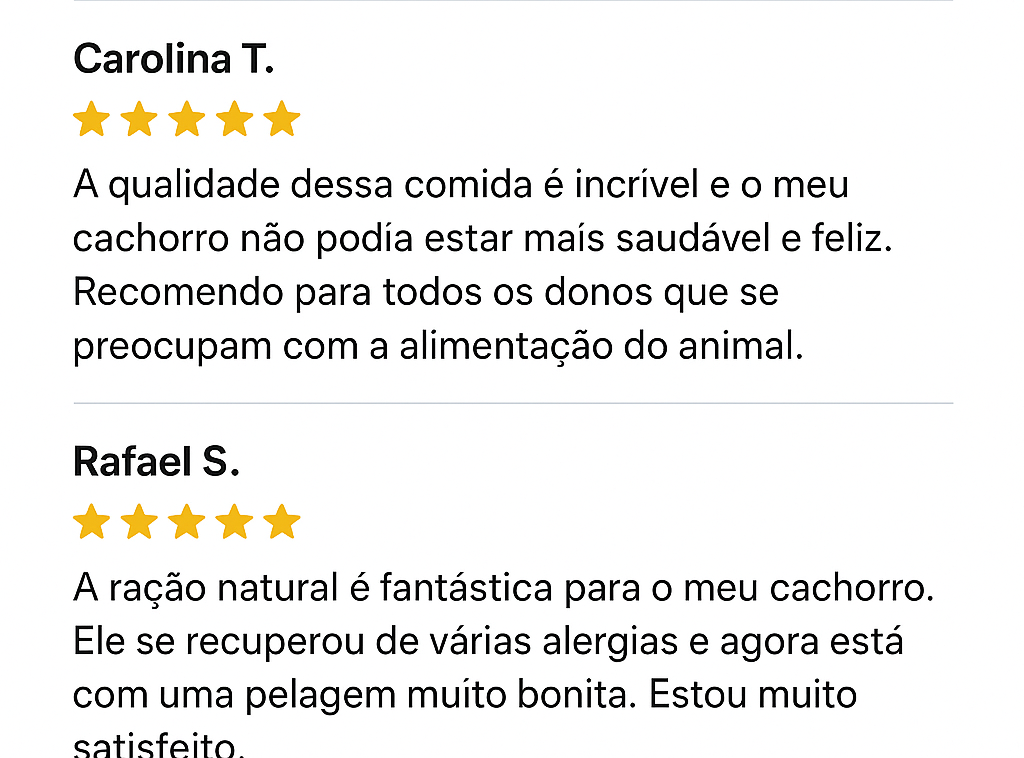 Carolina T.
A qualidade dessa comida é incrível e o meu
cachorro não podía estar maís saudável e feliz.
Recomendo para todos os donos que se
preocupam com a alimentação do animal.
Rafael S.
A ração natural é fantástica para o meu cachorro.
Ele se recuperou de várias alergias e agora está
com uma pelagem muíto bonita. Estou muito
satisfeito.